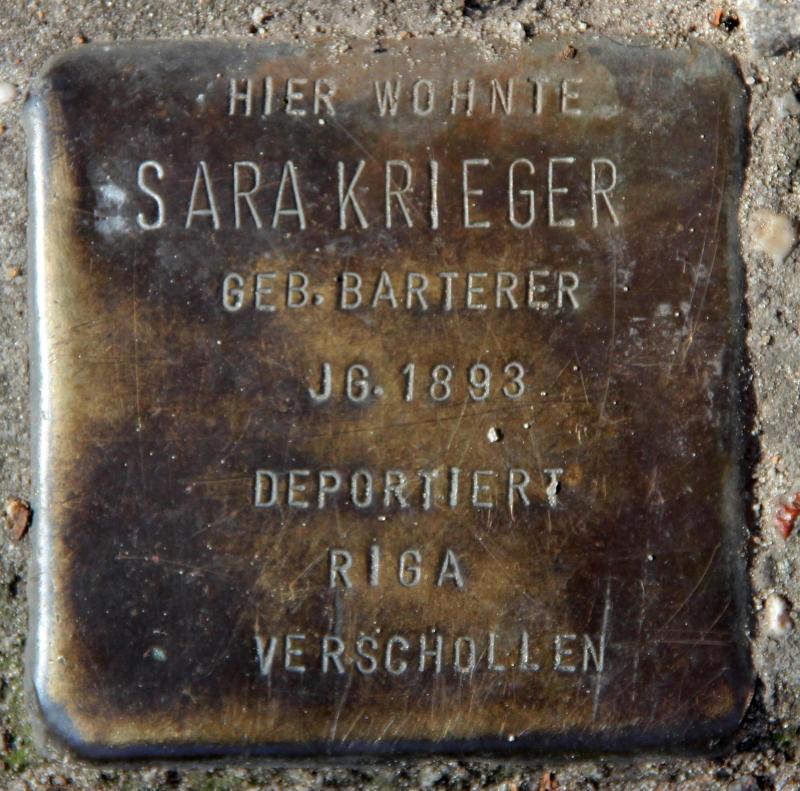 HIER WOHNTE
SARA KRIEGER
GEB. BARTERER
JG. 1893
DEPORTIERT
RIGA
VERSCHOLLEN